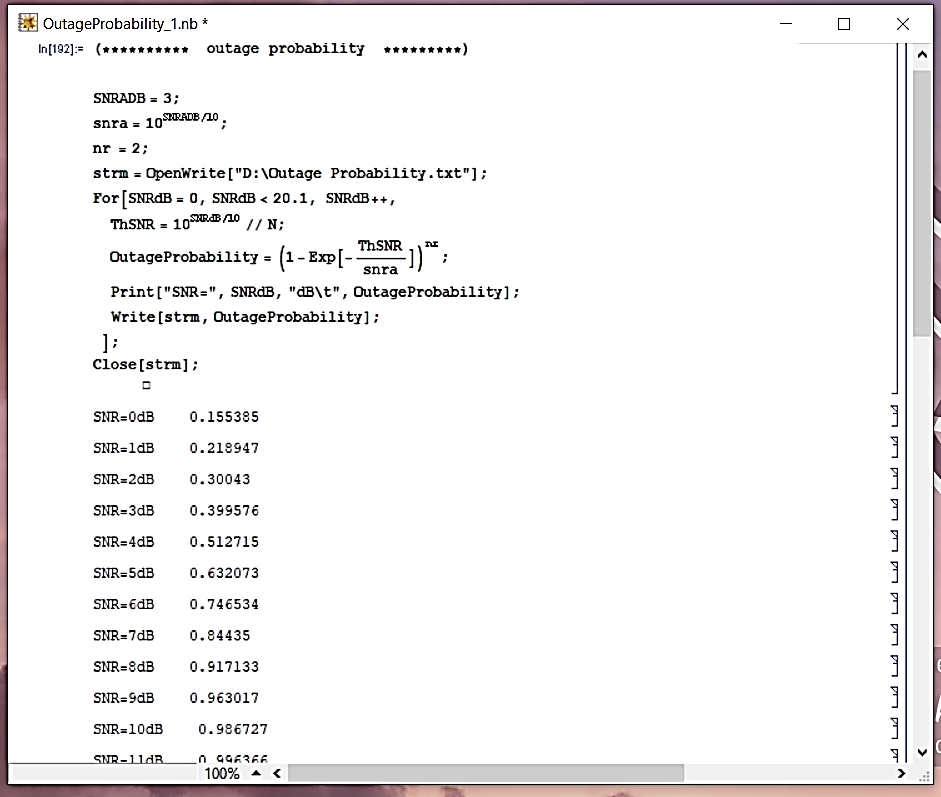 OutageProbability_1.nb *
In[192]:= (********** outage probability *********)
SNRADB = 3;
snra = 10^SNRADB/10;
nr = 2;
strm = OpenWrite["D:\Outage Probability.txt"];
For[SNRdB = 0, SNRdB < 20.1, SNRdB++,
ThSNR = 10^SNRdB/10 // N;
OutageProbability = (1 - Exp[-ThSNR/snra])^nr;
Print["SNR=", SNRdB, "dB\t", OutageProbability];
Write[strm, OutageProbability];
];
Close[strm];
SNR=0dB 0.155385
SNR=1dB 0.218947
SNR=2dB 0.30043
SNR=3dB 0.399576
SNR=4dB 0.512715
SNR=5dB 0.632073
SNR=6dB 0.746534
SNR=7dB 0.84435
SNR=8dB 0.917133
SNR=9dB 0.963017
SNR=10dB 0.986727
SNR=11dB 0.996366
100%